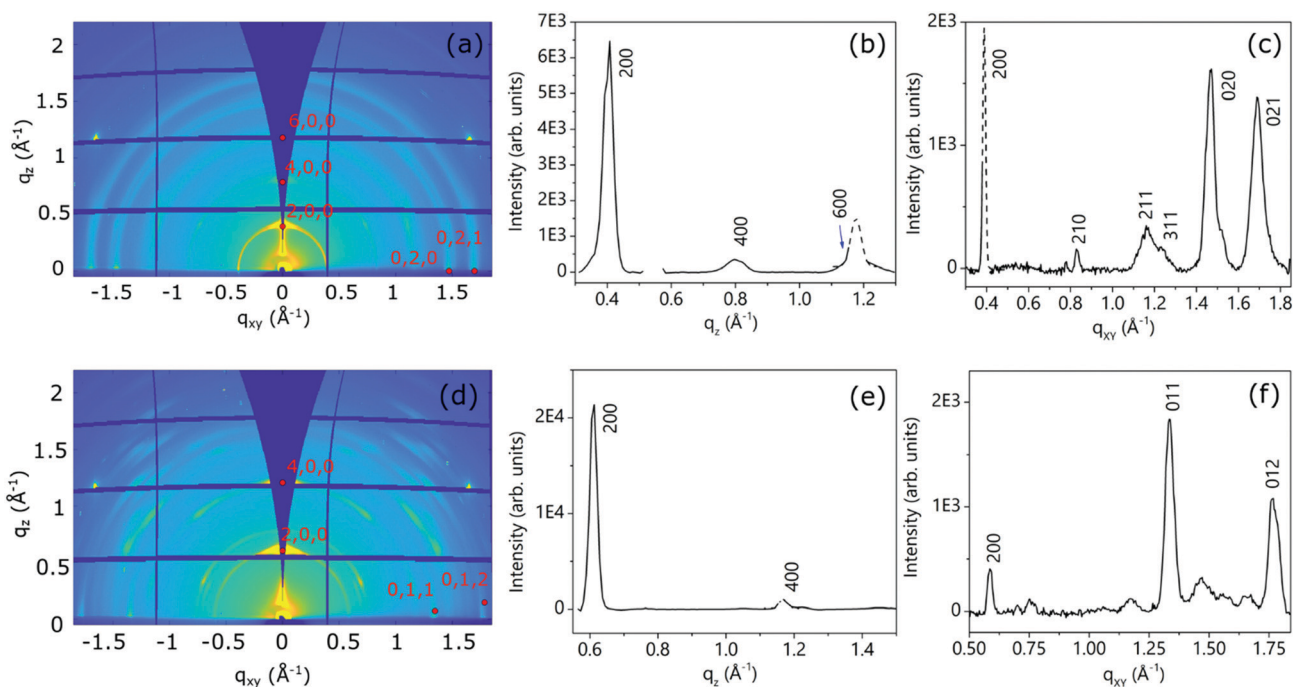 (a)
2
1.5
1
0.5
0
q_z (Å⁻¹)
6,0,0
4,0,0
2,0,0
0,2,1
0,2,0
-1.5
-1
-0.5
0
0.5
1
1.5
q_xy (Å⁻¹)
(b)
7E3
6E3
5E3
4E3
3E3
2E3
1E3
0
Intensity (arb. units)
200
400
600
0.4
0.6
0.8
1.0
1.2
q_z (Å⁻¹)
(c)
2E3
1E3
0
Intensity (arb. units)
200
210
211
311
020
021
0.4
0.6
0.8
1.0
1.2
1.4
1.6
1.8
q_XY (Å⁻¹)
(d)
2
1.5
1
0.5
0
q_z (Å⁻¹)
4,0,0
2,0,0
0,1,2
0,1,1
-1.5
-1
-0.5
0
0.5
1
1.5
q_xy (Å⁻¹)
(e)
2E4
1E4
0
Intensity (arb. units)
200
400
0.6
0.8
1.0
1.2
1.4
q_z (Å⁻¹)
(f)
2E3
1E3
0
Intensity (arb. units)
200
011
012
0.50
0.75
1.00
1.25
1.50
1.75
q_XY (Å⁻¹)